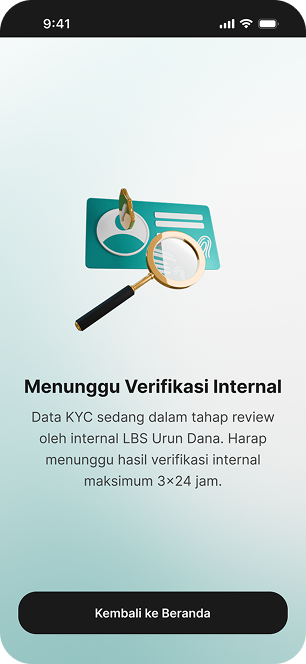 9:41
Menunggu Verifikasi Internal
Data KYC sedang dalam tahap review
oleh internal LBS Urun Dana. Harap
menunggu hasil verifikasi internal
maksimum 3×24 jam.
Kembali ke Beranda